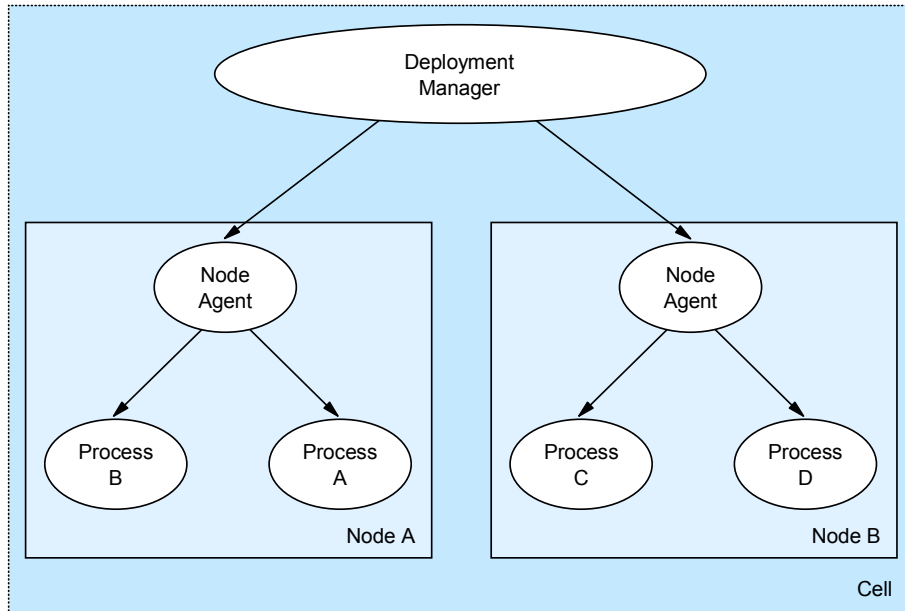 Deployment
Manager
Node
Agent
Node
Agent
Process
B
Process
A
Process
C
Process
D
Node A
Node B
Cell